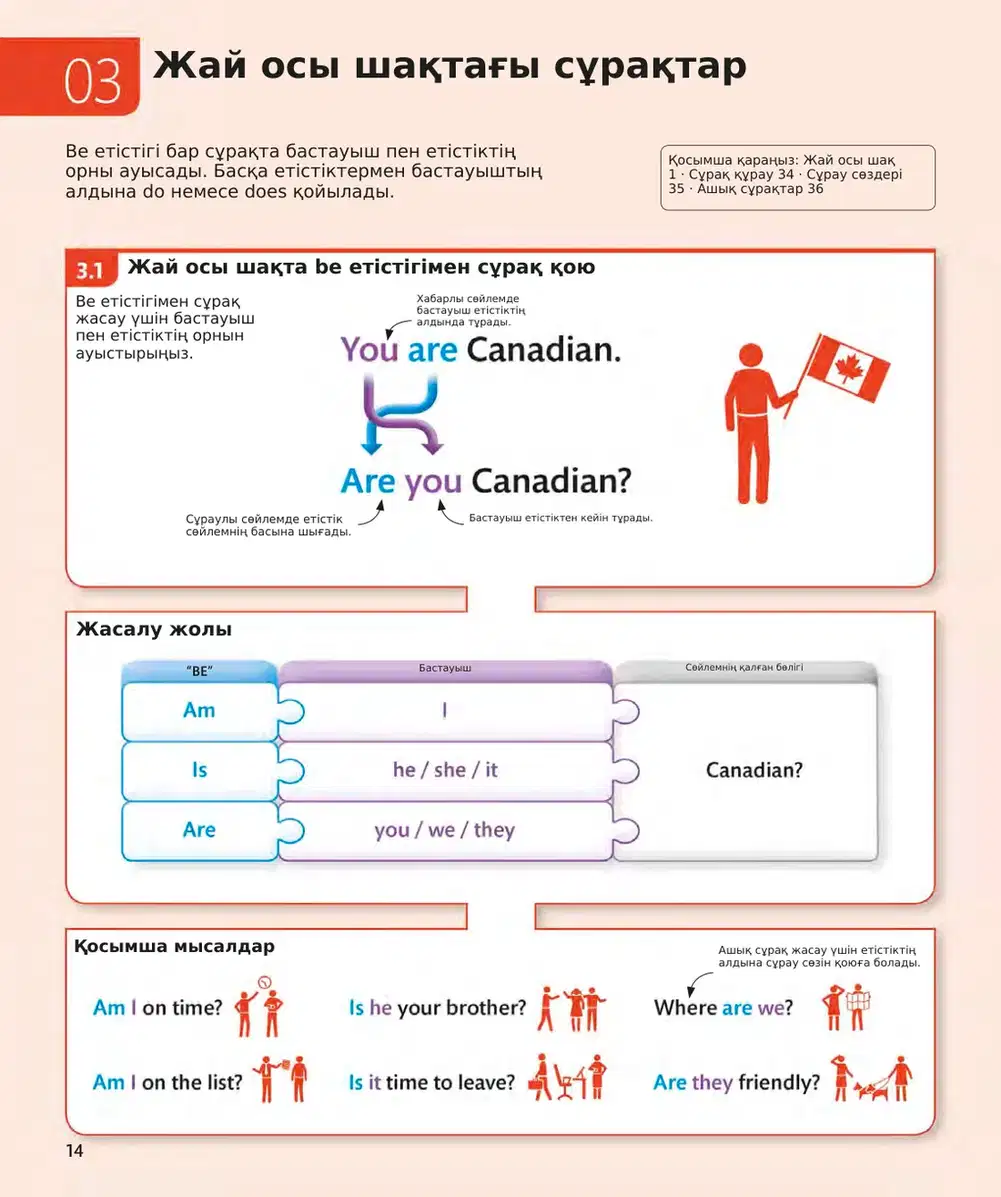 03
Жай осы шақтағы сұрақтар
Be етістігі бар сұрақта бастауыш пен етістіктің
орны ауысады. Басқа етістіктермен бастауыштың
алдына do немесе does қойылады.
Қосымша қараңыз: Жай осы шақ
1 · Сұрақ құрау 34 · Сұрау сөздері
35 · Ашық сұрақтар 36
3.1 Жай осы шақта be етістігімен сұрақ қою
Be етістігімен сұрақ
жасау үшін бастауыш
пен етістіктің орнын
ауыстырыңыз.
Хабарлы сөйлемде
бастауыш етістіктің
алдында тұрады.
You are Canadian.
Are you Canadian?
Сұраулы сөйлемде етістік
сөйлемнің басына шығады.
Бастауыш етістіктен кейін тұрады.
Жасалу жолы
“BE” Бастауыш Сөйлемнің қалған бөлігі
Am I
Is he / she / it Canadian?
Are you / we / they
Қосымша мысалдар
Ашық сұрақ жасау үшін етістіктің
алдына сұрау сөзін қоюға болады.
Am I on time? Is he your brother? Where are we?
Am I on the list? Is it time to leave? Are they friendly?
14